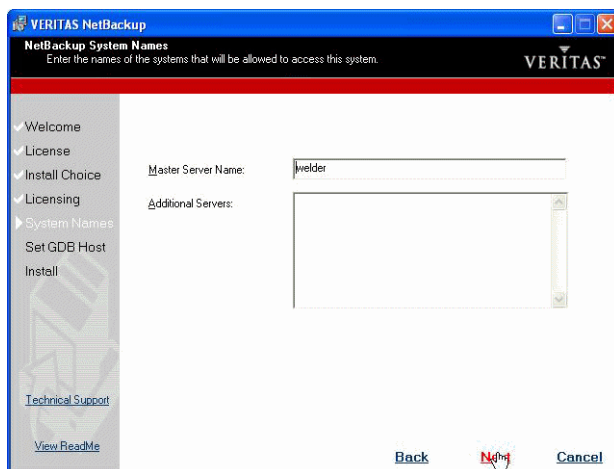 VERITAS NetBackup
NetBackup System Names
Enter the names of the systems that will be allowed to access this system.
VERITAS™
Welcome
License
Install Choice
Licensing
System Names
Set GDB Host
Install
Master Server Name:
welder
Additional Servers:
Technical Support
View ReadMe
Back
Next
Cancel